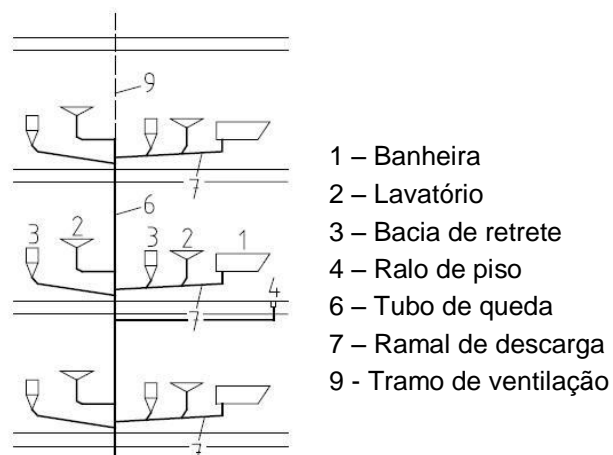 9
7
6
3 2 3 2 1
4
7
7
1 – Banheira
2 – Lavatório
3 – Bacia de retrete
4 – Ralo de piso
6 – Tubo de queda
7 – Ramal de descarga
9 - Tramo de ventilação